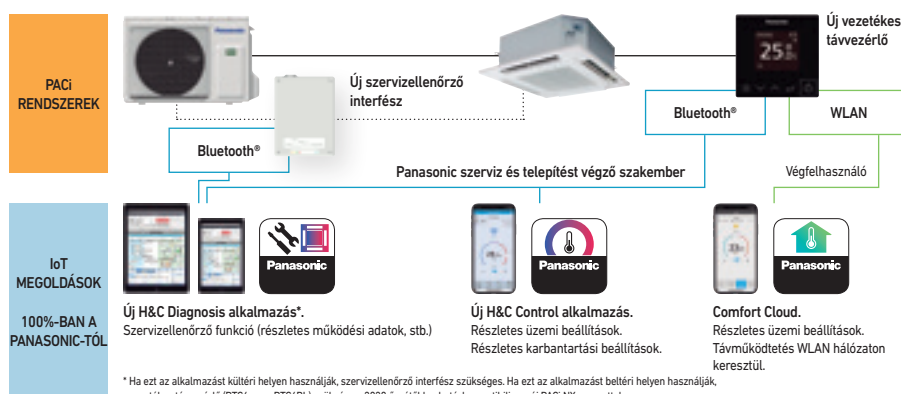 PACi
RENDSZEREK
Panasonic
Új szervizellenőrző
interfész
Panasonic
25
Új vezetékes
távvezérlő
Bluetooth®
Bluetooth®
WLAN
Panasonic szerviz és telepítést végző szakember
Végfelhasználó
IoT
MEGOLDÁSOK
100%-BAN A
PANASONIC-TÓL
Panasonic
Panasonic
Panasonic
Új H&C Diagnosis alkalmazás*.
Szervizellenőrző funkció (részletes működési adatok, stb.)
Új H&C Control alkalmazás.
Részletes üzemi beállítások.
Részletes karbantartási beállítások.
Comfort Cloud.
Részletes üzemi beállítások.
Távműködtetés WLAN hálózaton
keresztül.
* Ha ezt az alkalmazást kültéri helyen használják, szervizellenőrző interfész szükséges. Ha ezt az alkalmazást beltéri helyen használják,